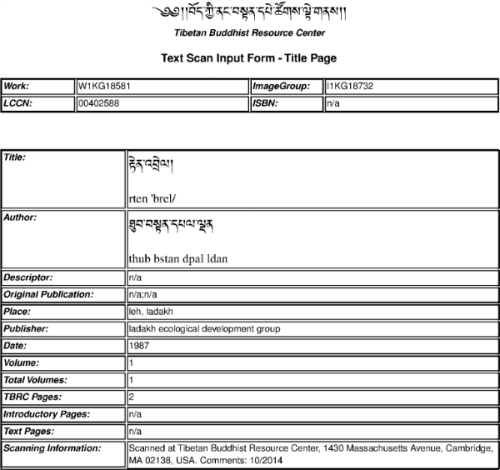 ༄༅།།བོད་ཀྱི་ནང་བསྟན་དཔེ་ཚོགས་ལྟེ་གནས།།
Tibetan Buddhist Resource Center
Text Scan Input Form - Title Page
Work: W1KG18581 ImageGroup: I1KG18732
LCCN: 00402588 ISBN: n/a
Title: རྟེན་འབྲེལ།
rten 'brel/
Author: ཐུབ་བསྟན་དཔལ་ལྡན
thub bstan dpal ldan
Descriptor: n/a
Original Publication: n/a;n/a
Place: leh, ladakh
Publisher: ladakh ecological development group
Date: 1987
Volume: 1
Total Volumes: 1
TBRC Pages: 2
Introductory Pages: n/a
Text Pages: n/a
Scanning Information: Scanned at Tibetan Buddhist Resource Center, 1430 Massachusetts Avenue, Cambridge,
MA 02138, USA. Comments: 10/2014